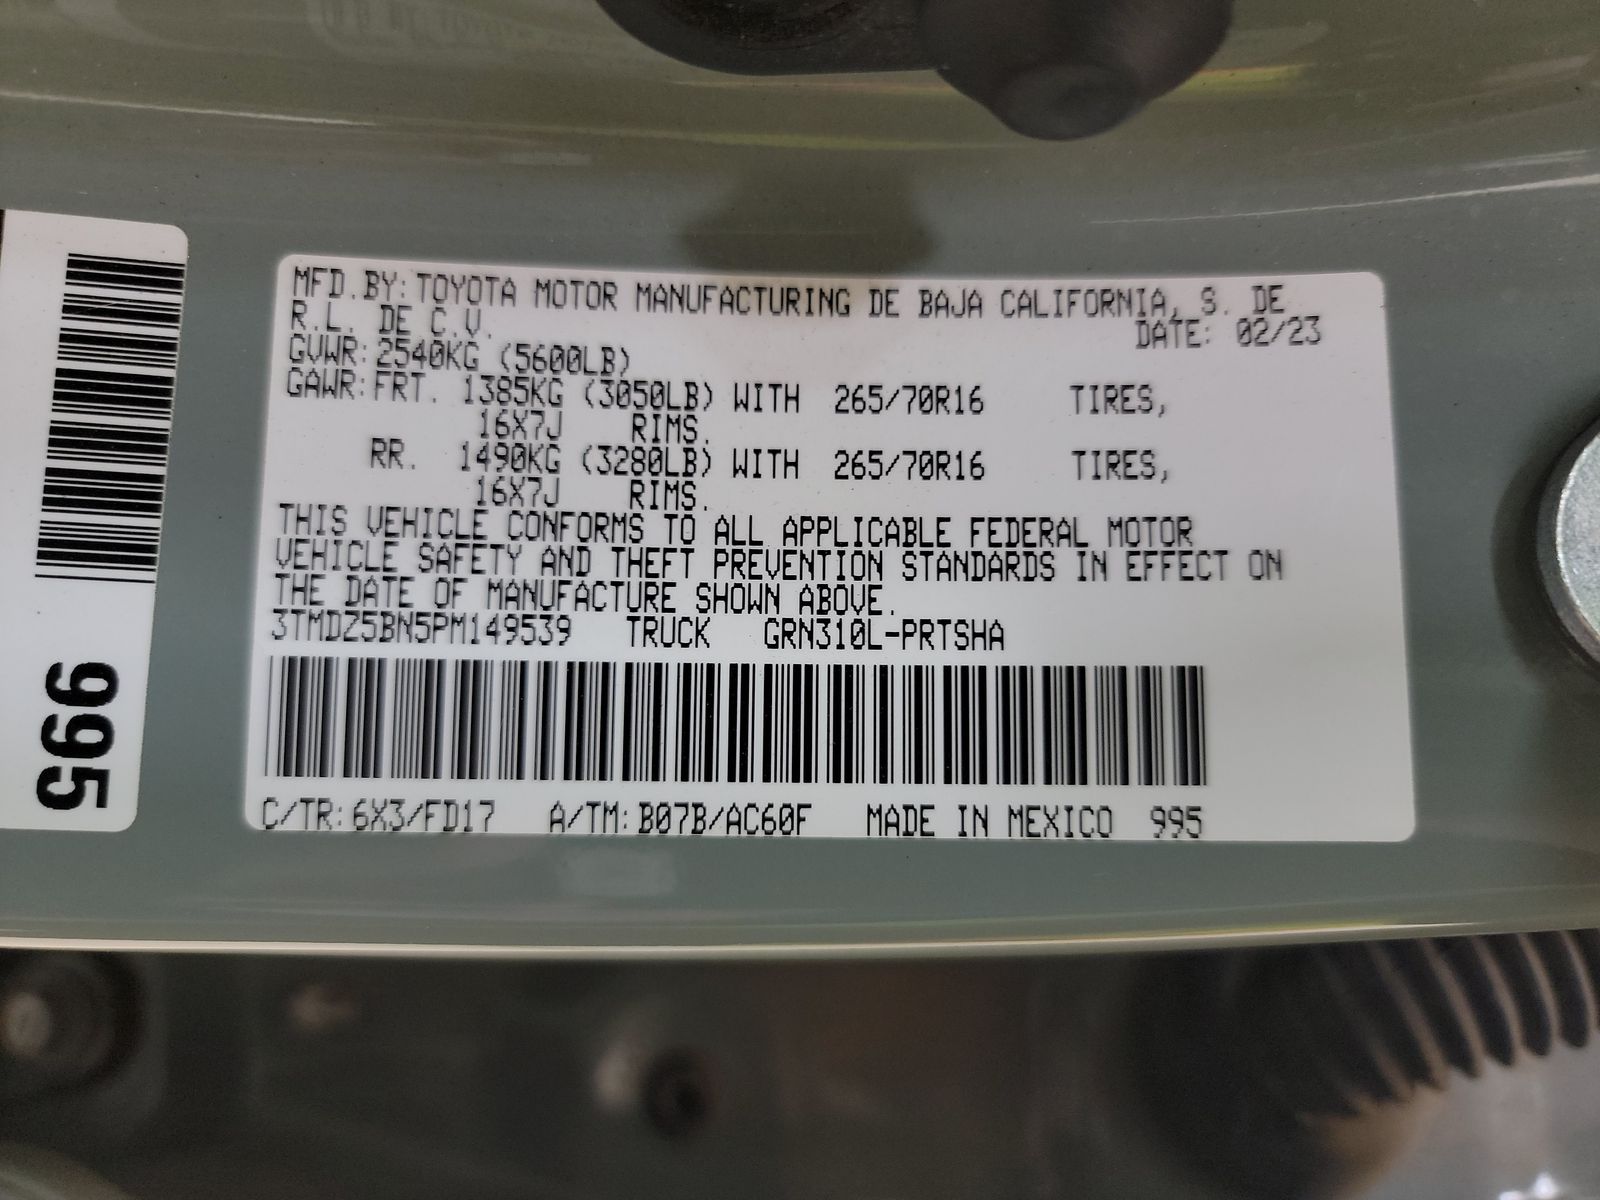 MFD.BY: TOYOTA MOTOR MANUFACTURING DE BAJA CALIFORNIA, S. DE
R.L. DE C.V. DATE: 02/23
GVWR: 2540KG (5600LB)
GAWR: FRT. 1385KG (3050LB) WITH 265/70R16 TIRES,
16X7J RIMS.
RR. 1490KG (3280LB) WITH 265/70R16 TIRES,
16X7J RIMS.
THIS VEHICLE CONFORMS TO ALL APPLICABLE FEDERAL MOTOR
VEHICLE SAFETY AND THEFT PREVENTION STANDARDS IN EFFECT ON
THE DATE OF MANUFACTURE SHOWN ABOVE.
3TMDZ5BN5PM149539 TRUCK GRN310L-PRTSHA
C/TR: 6X3/FD17 A/TM: B07B/AC60F MADE IN MEXICO 995
995